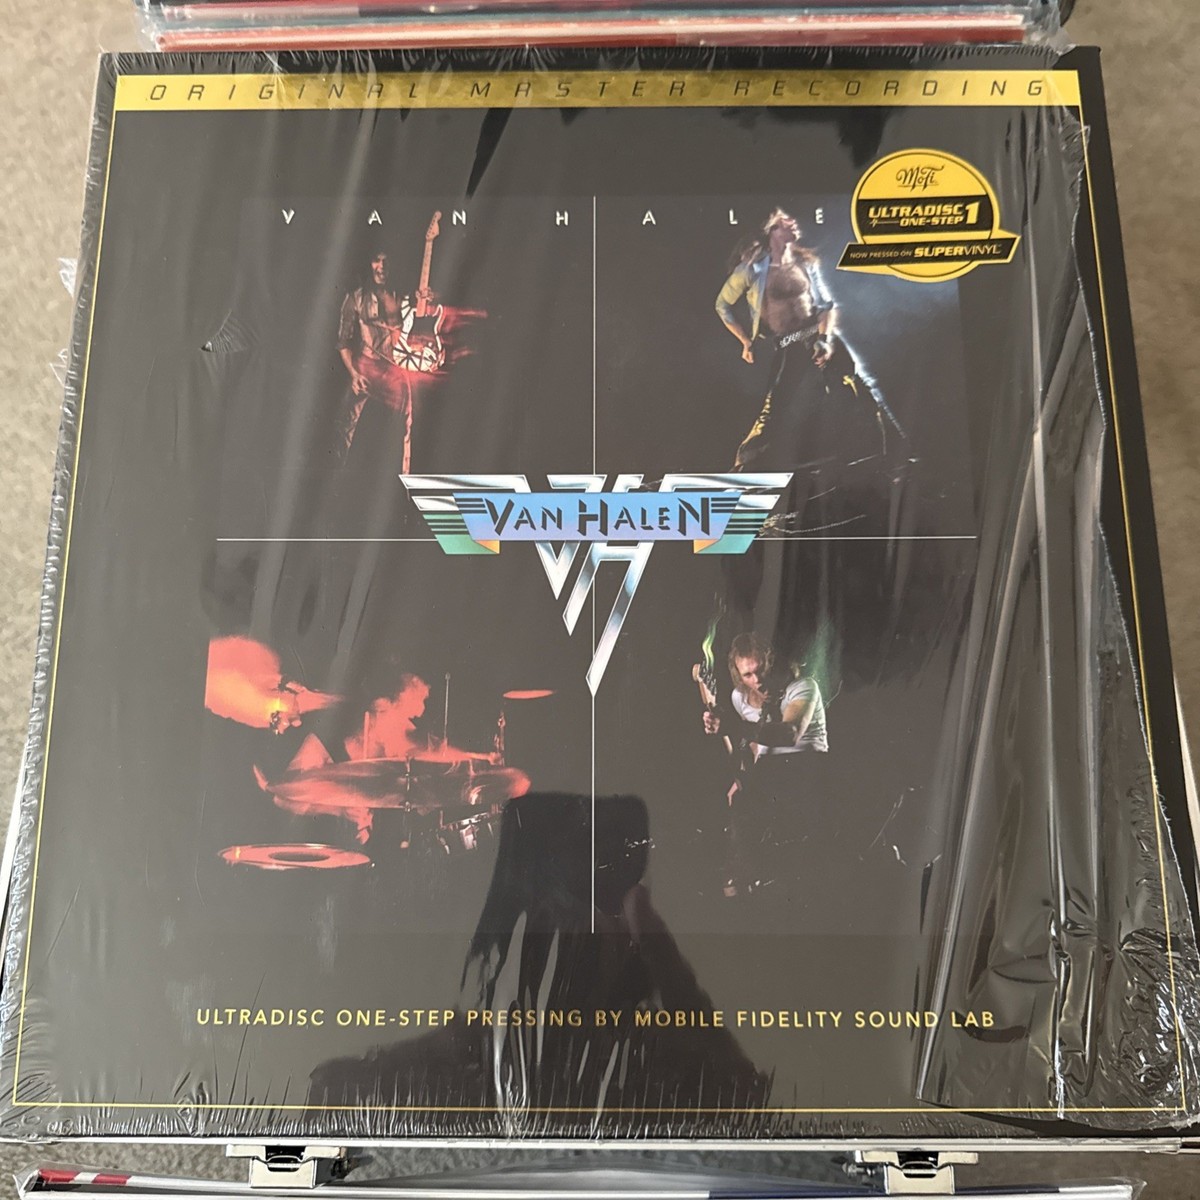 ORIGINAL MASTER RECORDING
MoFi
ULTRADISC
ONE-STEP 1
NOW PRESSED ON SUPERVINYL
V A N H A L E
VAN HALEN
ULTRADISC ONE-STEP PRESSING BY MOBILE FIDELITY SOUND LAB